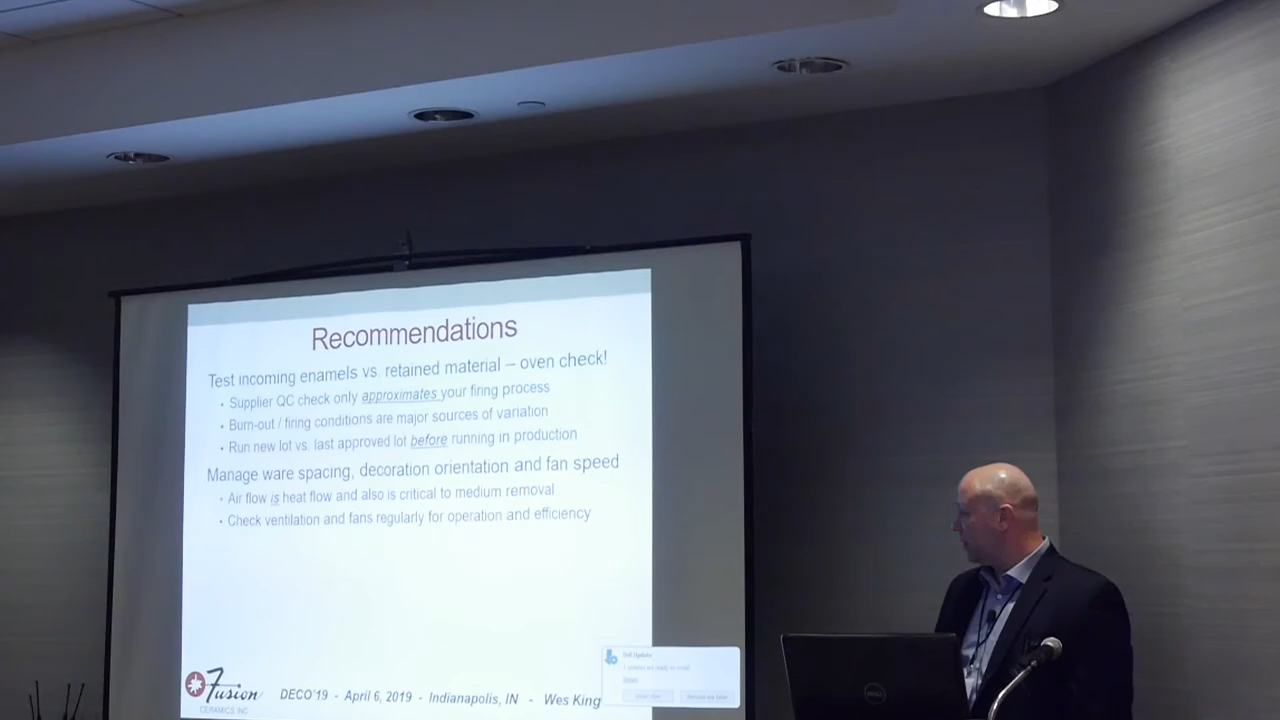 Recommendations
Test incoming enamels vs. retained material – oven check!
• Supplier QC check only approximates your firing process
• Burn-out / firing conditions are major sources of variation
• Run new lot vs. last approved lot before running in production
Manage ware spacing, decoration orientation and fan speed
• Air flow is heat flow and also is critical to medium removal
• Check ventilation and fans regularly for operation and efficiency
Fusion
CERAMICS INC
DECO'19 - April 6, 2019 - Indianapolis, IN - Wes King
Dell Update
DELL